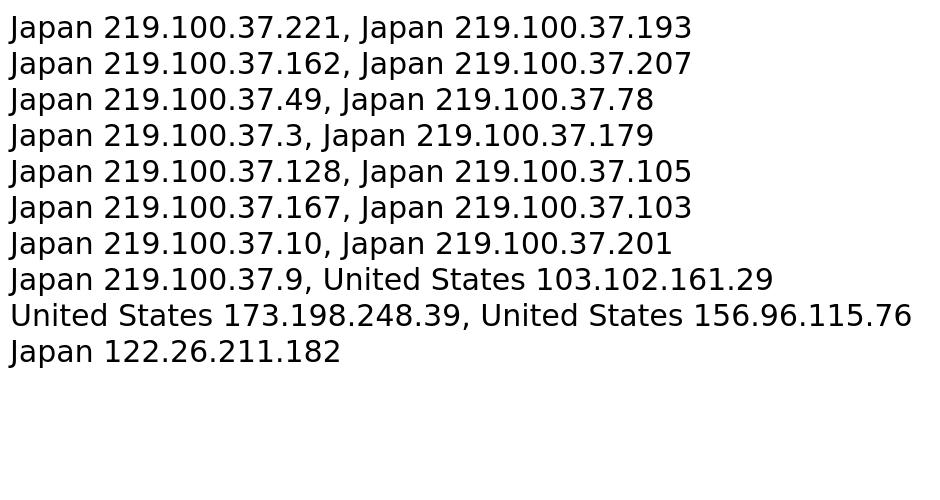 Japan 219.100.37.221, Japan 219.100.37.193
Japan 219.100.37.162, Japan 219.100.37.207
Japan 219.100.37.49, Japan 219.100.37.78
Japan 219.100.37.3, Japan 219.100.37.179
Japan 219.100.37.128, Japan 219.100.37.105
Japan 219.100.37.167, Japan 219.100.37.103
Japan 219.100.37.10, Japan 219.100.37.201
Japan 219.100.37.9, United States 103.102.161.29
United States 173.198.248.39, United States 156.96.115.76
Japan 122.26.211.182